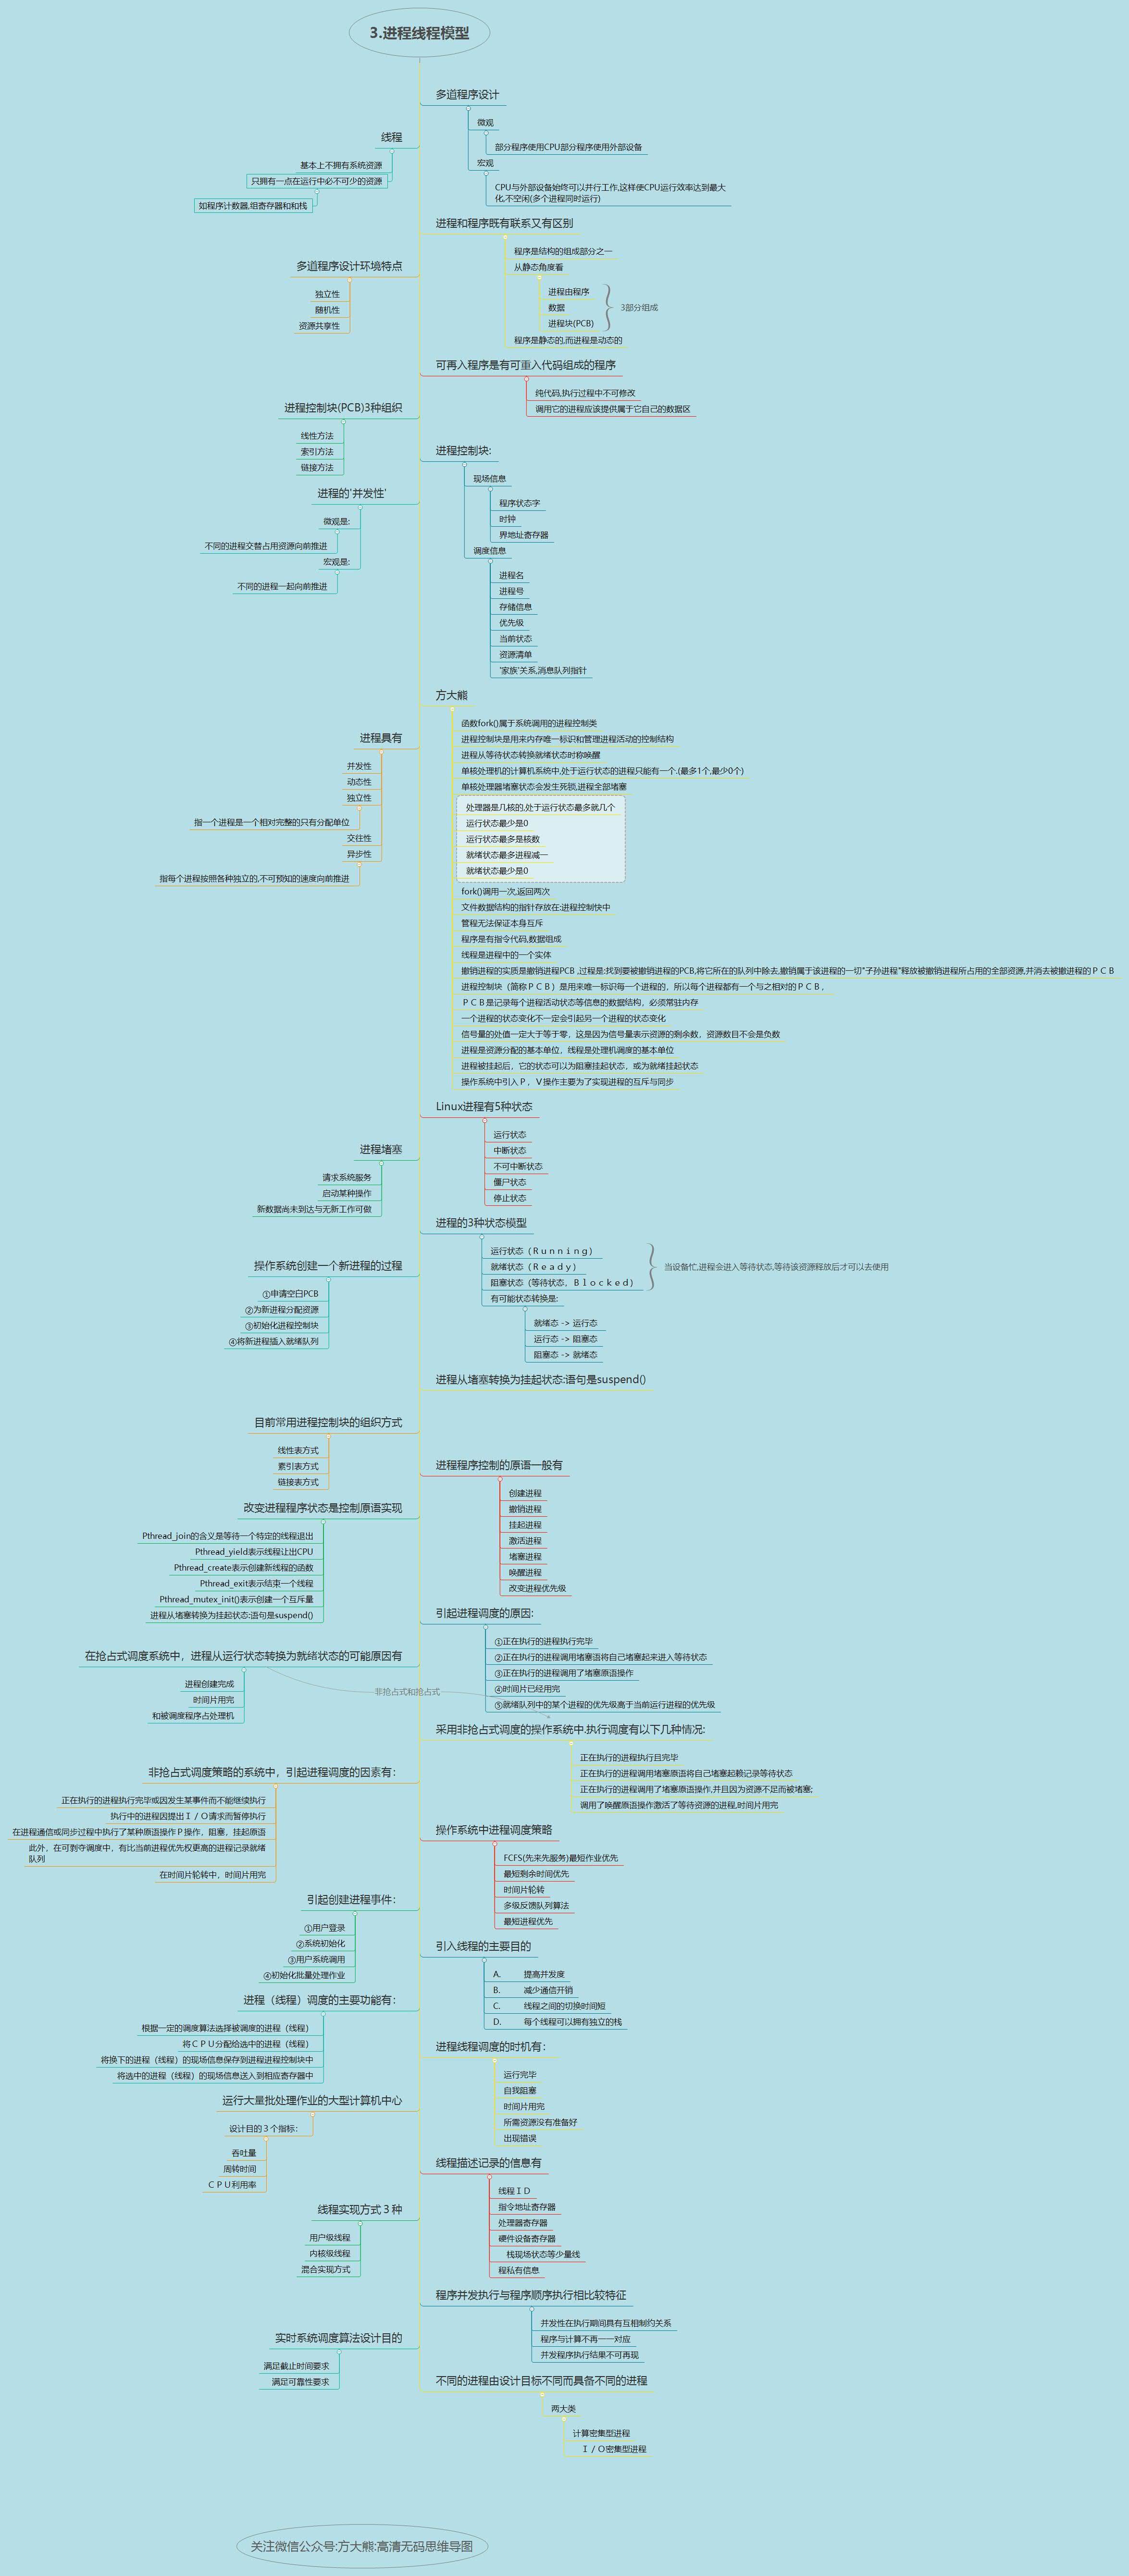 3.进程线程模型
多道程序设计
微观
部分程序使用CPU部分程序使用外部设备
宏观
CPU与外部设备始终可以并行工作,这样使CPU运行效率达到最大
化,不空闲(多个进程同时运行)
进程和程序既有联系又有区别
程序是结构的组成部分之一
从静态角度看
进程由程序
数据
进程块(PCB)
3部分组成
程序是静态的,而进程是动态的
可再入程序是有可重入代码组成的程序
纯代码,执行过程中不可修改
调用它的进程应该提供属于它自己的数据区
进程控制块:
现场信息
程序状态字
时钟
界地址寄存器
调度信息
进程名
进程号
存储信息
优先级
当前状态
资源清单
'家族'关系,消息队列指针
方大熊
函数fork()属于系统调用的进程控制类
进程控制块是用来内存唯一标识和管理进程活动的控制结构
进程从等待状态转换就绪状态时称唤醒
单核处理机的计算机系统中,处于运行状态的进程只能有一个.(最多1个,最少0个)
单核处理器堵塞状态会发生死锁,进程全部堵塞
处理器是几核的,处于运行状态最多就几个
运行状态最少是0
运行状态最多是核数
就绪状态最多进程减一
就绪状态最少是0
fork()调用一次,返回两次
文件数据结构的指针存放在:进程控制快中
管程无法保证本身互斥
程序是有指令代码,数据组成
线程是进程中的一个实体
撤销进程的实质是撤销进程PCB ,过程是:找到要被撤销进程的PCB,将它所在的队列中除去,撤销属于该进程的一切"子孙进程"释放被撤销进程所占用的全部资源,并消去被撤进程的ＰＣＢ
进程控制块（简称ＰＣＢ）是用来唯一标识每一个进程的，所以每个进程都有一个与之相对的ＰＣＢ，
ＰＣＢ是记录每个进程活动状态等信息的数据结构，必须常驻内存
一个进程的状态变化不一定会引起另一个进程的状态变化
信号量的处值一定大于等于零，这是因为信号量表示资源的剩余数，资源数目不会是负数
进程是资源分配的基本单位，线程是处理机调度的基本单位
进程被挂起后，它的状态可以为阻塞挂起状态，或为就绪挂起状态
操作系统中引入Ｐ，Ｖ操作主要为了实现进程的互斥与同步
Linux进程有5种状态
运行状态
中断状态
不可中断状态
僵尸状态
停止状态
进程的3种状态模型
运行状态（Ｒｕｎｎｉｎｇ）
就绪状态（Ｒｅａｄｙ）
阻塞状态（等待状态，Ｂｌｏｃｋｅｄ）
当设备忙,进程会进入等待状态,等待该资源释放后才可以去使用
有可能状态转换是:
就绪态 -> 运行态
运行态 -> 阻塞态
阻塞态 -> 就绪态
进程从堵塞转换为挂起状态:语句是suspend()
进程程序控制的原语一般有
创建进程
撤销进程
挂起进程
激活进程
堵塞进程
唤醒进程
改变进程优先级
引起进程调度的原因:
①正在执行的进程执行完毕
②正在执行的进程调用堵塞语将自己堵塞起来进入等待状态
③正在执行的进程调用了堵塞原语操作
④时间片已经用完
⑤就绪队列中的某个进程的优先级高于当前运行进程的优先级
采用非抢占式调度的操作系统中.执行调度有以下几种情况:
正在执行的进程执行且完毕
正在执行的进程调用堵塞原语将自己堵塞起赖记录等待状态
正在执行的进程调用了堵塞原语操作,并且因为资源不足而被堵塞;
调用了唤醒原语操作激活了等待资源的进程,时间片用完
操作系统中进程调度策略
FCFS(先来先服务)最短作业优先
最短剩余时间优先
时间片轮转
多级反馈队列算法
最短进程优先
引入线程的主要目的
A. 提高并发度
B. 减少通信开销
C. 线程之间的切换时间短
D. 每个线程可以拥有独立的栈
进程线程调度的时机有：
运行完毕
自我阻塞
时间片用完
所需资源没有准备好
出现错误
线程描述记录的信息有
线程ＩＤ
指令地址寄存器
处理器寄存器
硬件设备寄存器
栈现场状态等少量线
程私有信息
程序并发执行与程序顺序执行相比较特征
并发性在执行期间具有互相制约关系
程序与计算不再一一对应
并发程序执行结果不可再现
不同的进程由设计目标不同而具备不同的进程
两大类
计算密集型进程
Ｉ／Ｏ密集型进程
线程
基本上不拥有系统资源
只拥有一点在运行中必不可少的资源
如程序计数器,组寄存器和和栈
多道程序设计环境特点
独立性
随机性
资源共享性
进程控制块(PCB)3种组织
线性方法
索引方法
链接方法
进程的'并发性'
微观是:
不同的进程交替占用资源向前推进
宏观是:
不同的进程一起向前推进
进程具有
并发性
动态性
独立性
指一个进程是一个相对完整的只有分配单位
交往性
异步性
指每个进程按照各种独立的,不可预知的速度向前推进
进程堵塞
请求系统服务
启动某种操作
新数据尚未到达与无新工作可做
操作系统创建一个新进程的过程
①申请空白PCB
②为新进程分配资源
③初始化进程控制块
④将新进程插入就绪队列
目前常用进程控制块的组织方式
线性表方式
素引表方式
链接表方式
改变进程程序状态是控制原语实现
Pthread_join的含义是等待一个特定的线程退出
Pthread_yield表示线程让出CPU
Pthread_create表示创建新线程的函数
Pthread_exit表示结束一个线程
Pthread_mutex_init()表示创建一个互斥量
进程从堵塞转换为挂起状态:语句是suspend()
在抢占式调度系统中，进程从运行状态转换为就绪状态的可能原因有
进程创建完成
时间片用完
和被调度程序占处理机
非抢占式和抢占式
非抢占式调度策略的系统中，引起进程调度的因素有：
正在执行的进程执行完毕或因发生某事件而不能继续执行
执行中的进程因提出Ｉ／Ｏ请求而暂停执行
在进程通信或同步过程中执行了某种原语操作Ｐ操作，阻塞，挂起原语
此外，在可剥夺调度中，有比当前进程优先权更高的进程记录就绪
队列
在时间片轮转中，时间片用完
引起创建进程事件：
①用户登录
②系统初始化
③用户系统调用
④初始化批量处理作业
进程（线程）调度的主要功能有：
根据一定的调度算法选择被调度的进程（线程）
将ＣＰＵ分配给选中的进程（线程）
将换下的进程（线程）的现场信息保存到进程进程控制块中
将选中的进程（线程）的现场信息送入到相应寄存器中
运行大量批处理作业的大型计算机中心
设计目的３个指标：
吞吐量
周转时间
ＣＰＵ利用率
线程实现方式３种
用户级线程
内核级线程
混合实现方式
实时系统调度算法设计目的
满足截止时间要求
满足可靠性要求
关注微信公众号:方大熊:高清无码思维导图